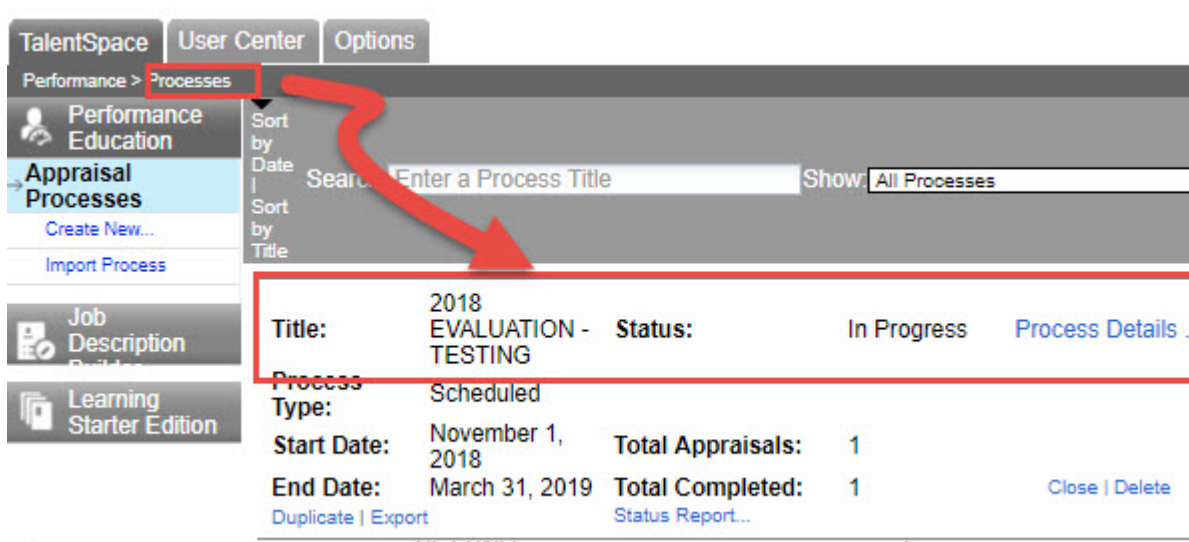 TalentSpace User Center Options
Performance > Processes
Performance
Education
Appraisal
Processes
Create New...
Import Process
Job
Description
Learning
Starter Edition
Sort
by
Date
|
Sort
by
Title
Search: Enter a Process Title Show: All Processes
Title: 2018 EVALUATION - TESTING Status: In Progress Process Details ..
Process
Type: Scheduled
Start Date: November 1, 2018 Total Appraisals: 1
End Date: March 31, 2019 Total Completed: 1 Close | Delete
Duplicate | Export Status Report...